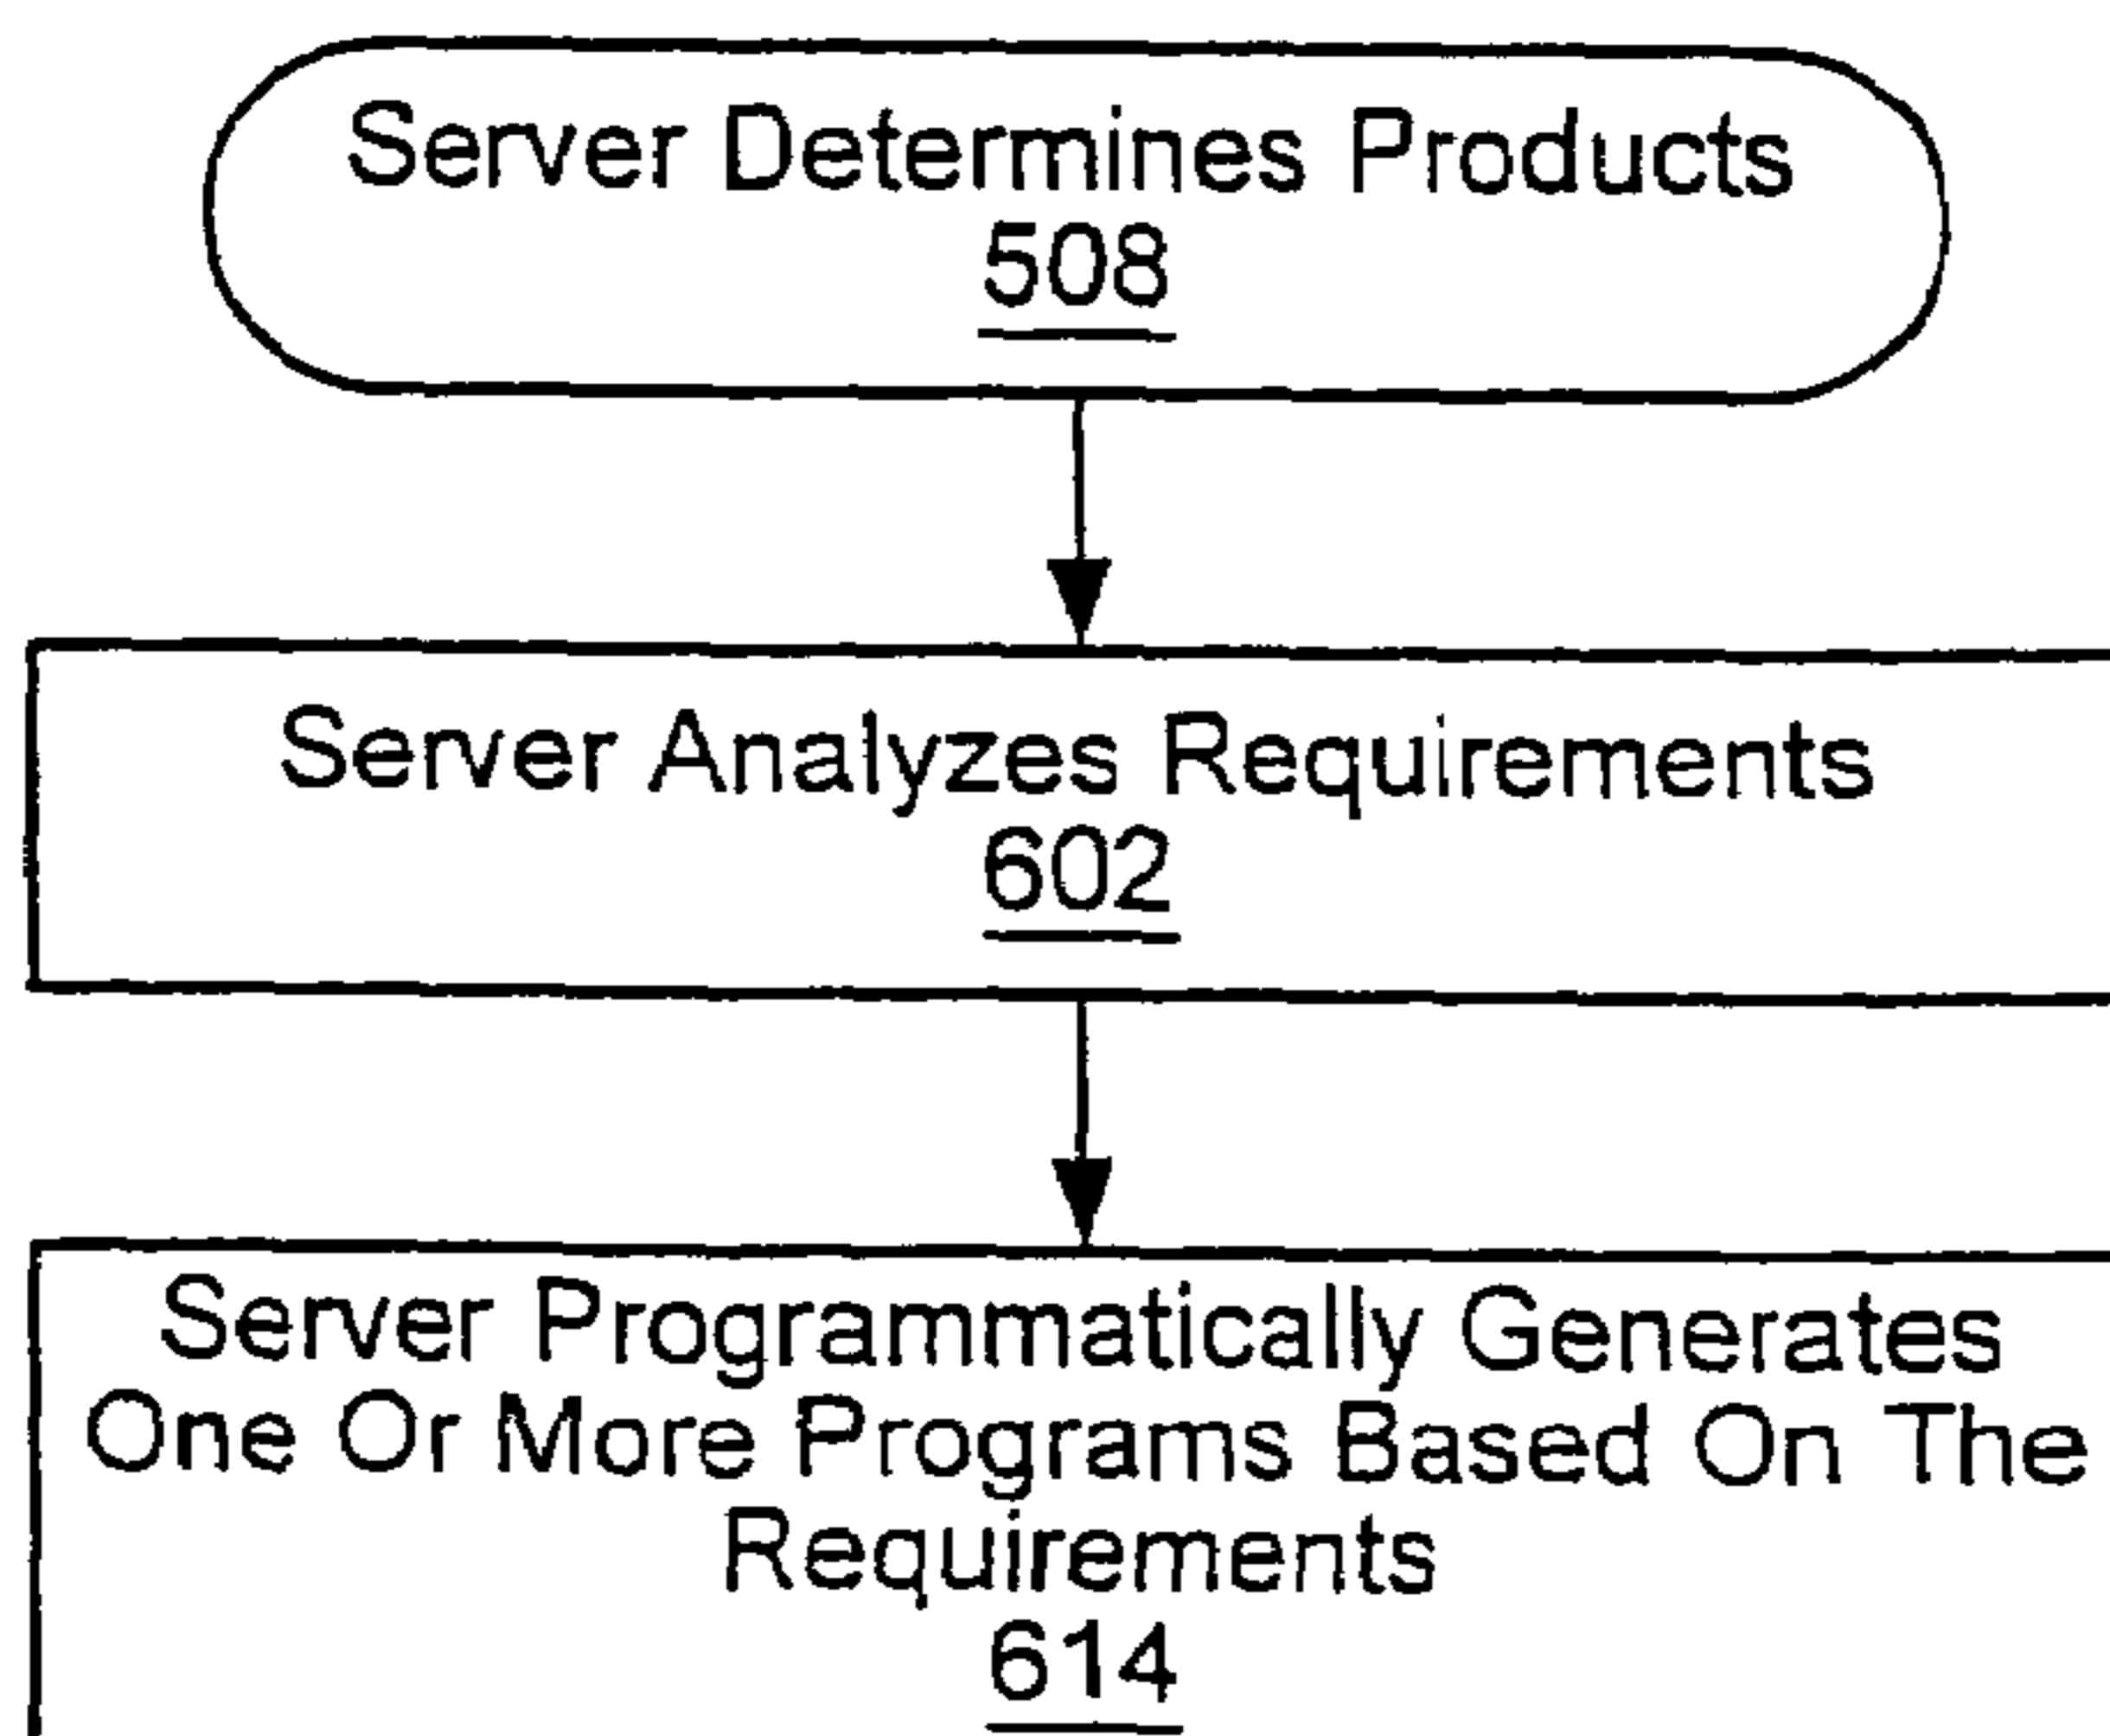 Server Determines Products
508
Server Analyzes Requirements
602
Server Programmatically Generates
One Or More Programs Based On The
Requirements
614